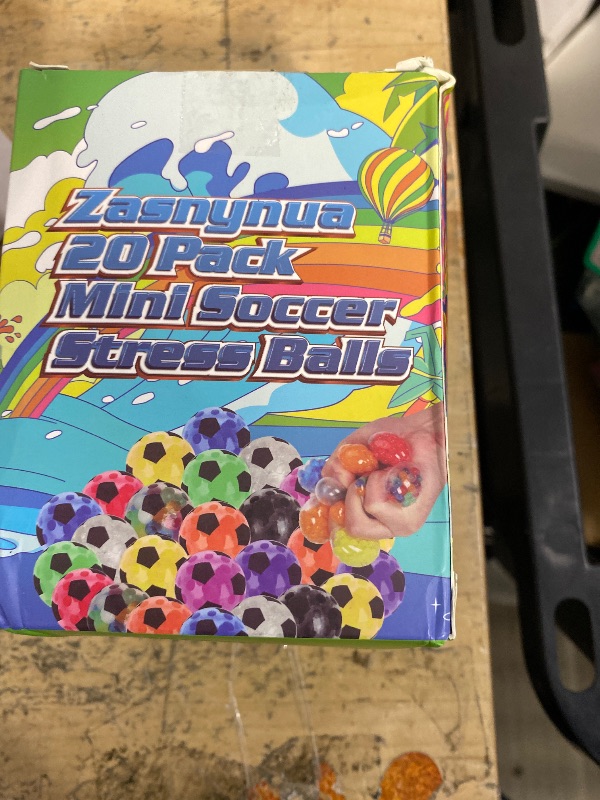 Zasnynua
20 Pack
Mini Soccer
Stress Balls